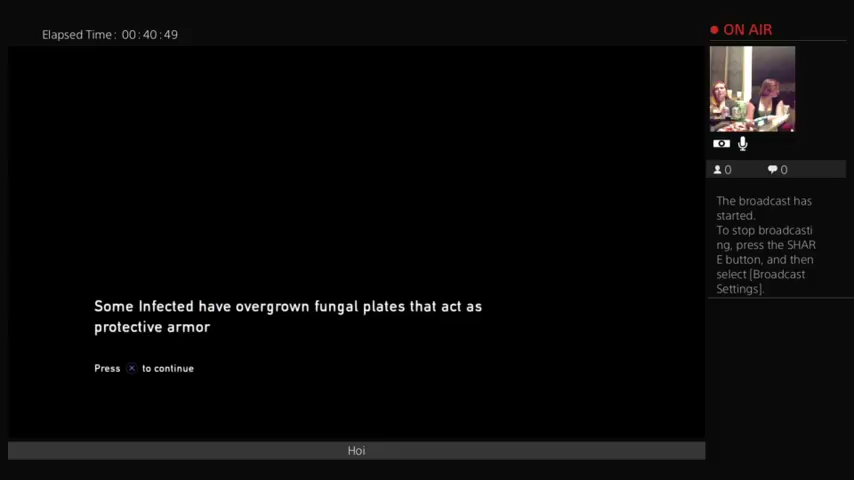 Elapsed Time: 00:40:49
ON AIR
0
0
The broadcast has
started.
To stop broadcasti
ng, press the SHAR
E button, and then
select [Broadcast
Settings].
Some Infected have overgrown fungal plates that act as
protective armor
Press ⊗ to continue
Hoi